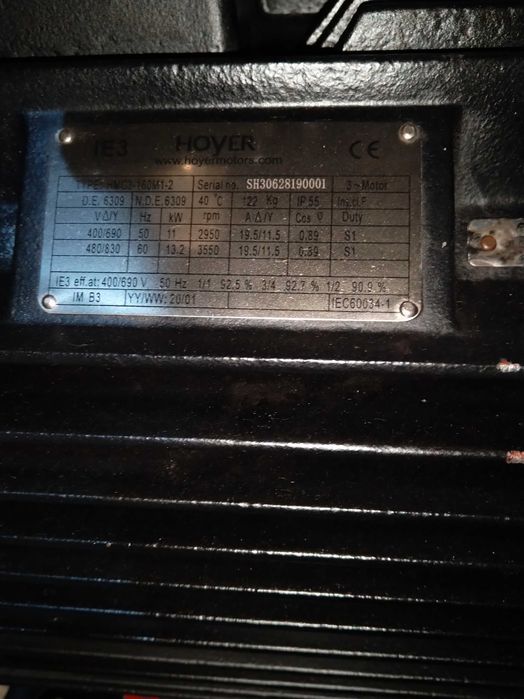 IE3 HOYER CE
www.hoyermotors.com
TYPE: HMC3-160M1-2 Serial no. SH30628190001 3~Motor
D.E. 6309 N.D.E. 6309 40 °C 122 Kg IP 55 Ins.cl.F
V Δ/Y Hz kW rpm A Δ/Y Cos φ Duty
400/690 50 11 2950 19.5/11.5 0.89 S1
480/830 60 13.2 3550 19.5/11.5 0.89 S1
IE3 eff.at: 400/690 V 50 Hz 1/1 92.5 % 3/4 92.7 % 1/2 90.9 %
IM B3 YY/WW: 20/01 IEC60034-1